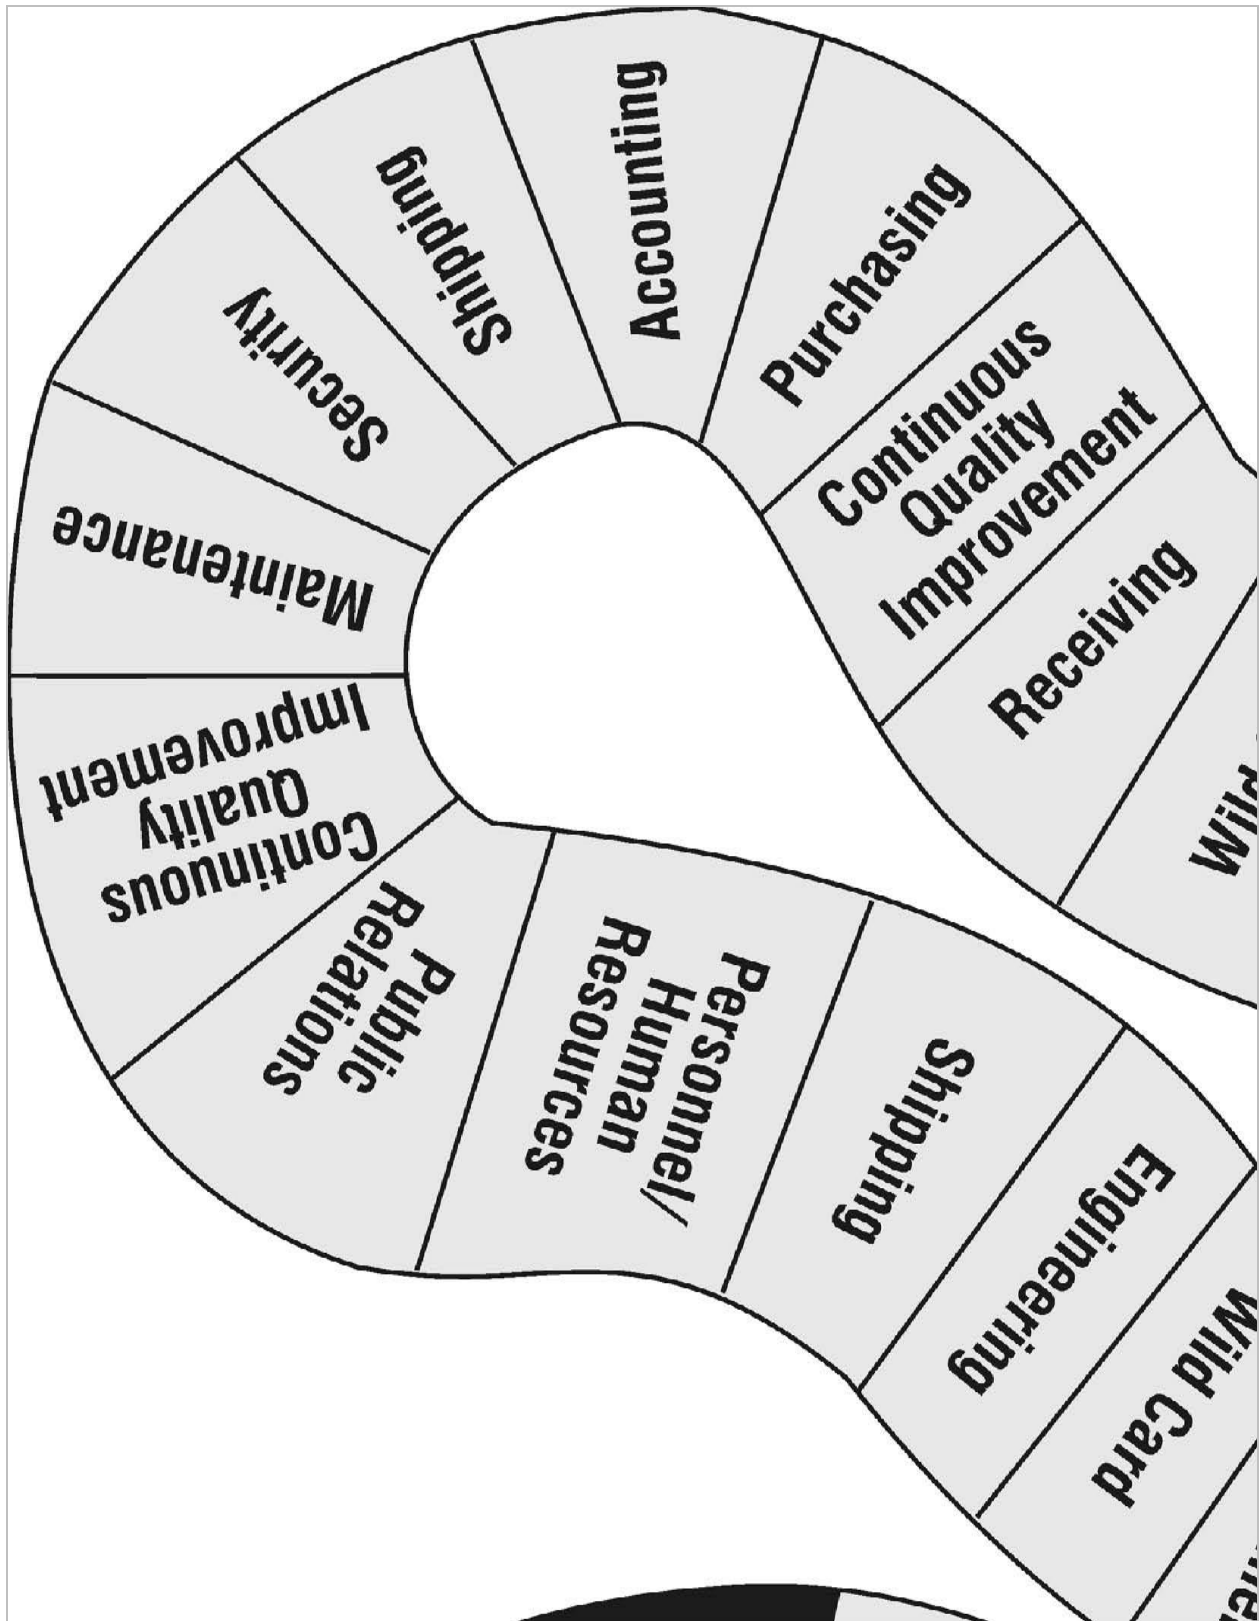 Accounting
Purchasing
Continuous
Quality
Improvement
Receiving
Shipping
Security
Maintenance
Continuous
Quality
Improvement
Public
Relations
Personnel/
Human
Resources
Shipping
Engineering
Wild Card